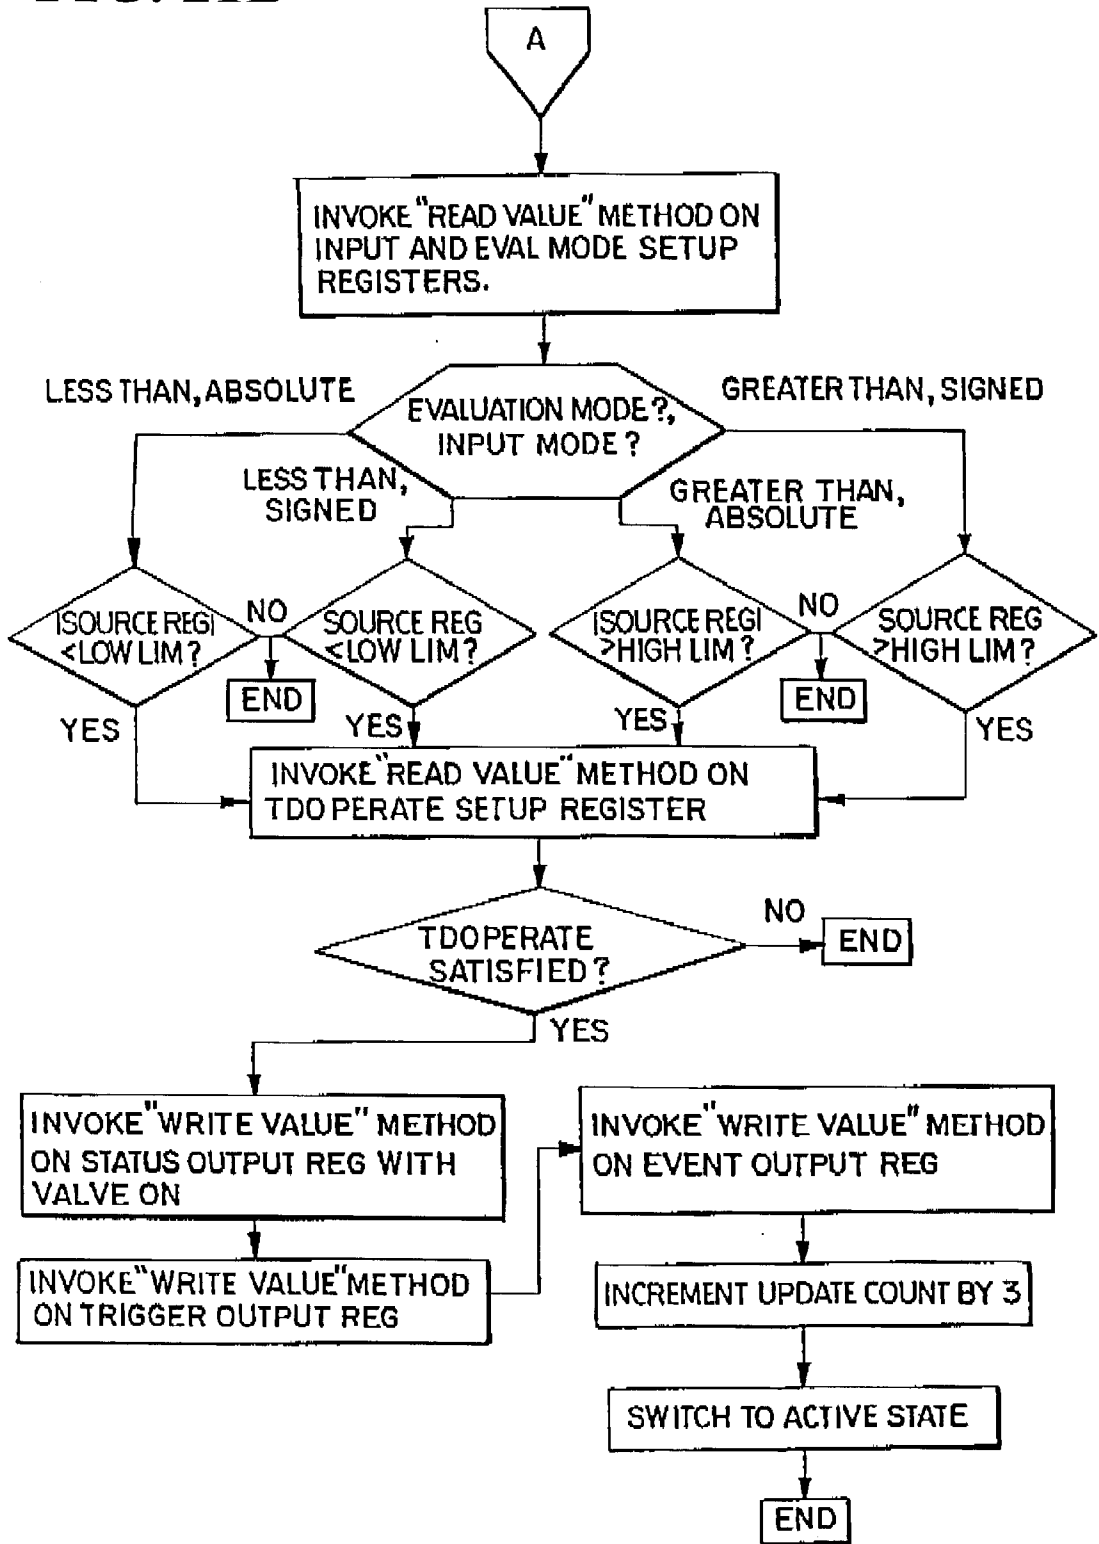 A
INVOKE "READ VALUE" METHOD ON
INPUT AND EVAL MODE SETUP
REGISTERS.
LESS THAN, ABSOLUTE
EVALUATION MODE?,
INPUT MODE?
GREATER THAN, SIGNED
LESS THAN,
SIGNED
GREATER THAN,
ABSOLUTE
|SOURCE REG|
<LOW LIM?
NO
SOURCE REG
<LOW LIM?
|SOURCE REG|
>HIGH LIM?
NO
SOURCE REG
>HIGH LIM?
END
END
YES
YES
YES
YES
INVOKE "READ VALUE" METHOD ON
TDOPERATE SETUP REGISTER
TDOPERATE
SATISFIED?
NO
END
YES
INVOKE "WRITE VALUE" METHOD
ON STATUS OUTPUT REG WITH
VALVE ON
INVOKE "WRITE VALUE" METHOD
ON TRIGGER OUTPUT REG
INVOKE "WRITE VALUE" METHOD
ON EVENT OUTPUT REG
INCREMENT UPDATE COUNT BY 3
SWITCH TO ACTIVE STATE
END